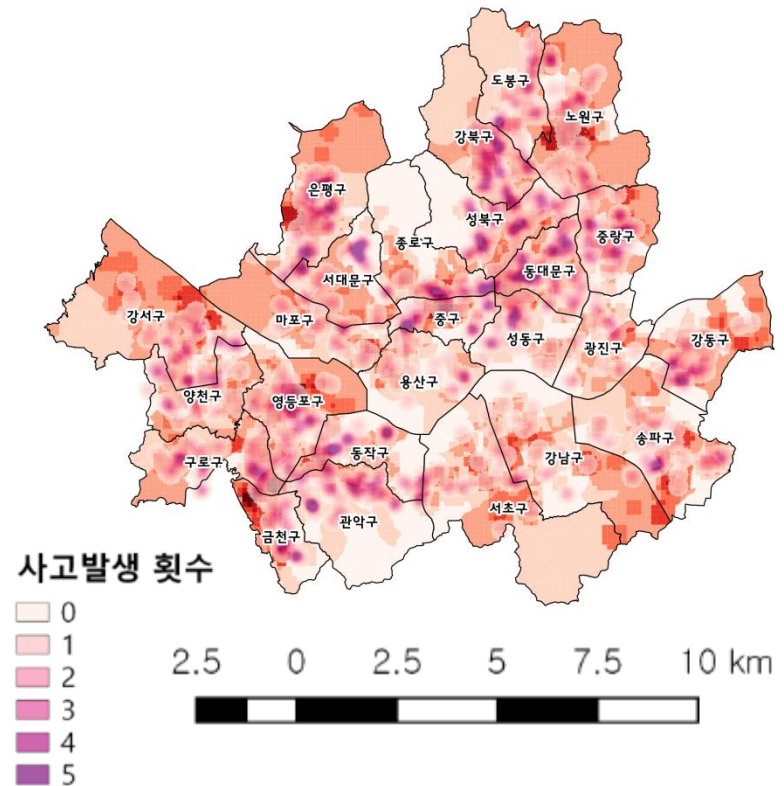 도봉구
노원구
강북구
은평구
성북구
중랑구
종로구
동대문구
서대문구
강서구
마포구
중구
성동구
광진구
강동구
용산구
양천구
영등포구
송파구
동작구
강남구
구로구
서초구
관악구
금천구
사고발생 횟수
0
1
2
3
4
5
2.5 0 2.5 5 7.5 10 km